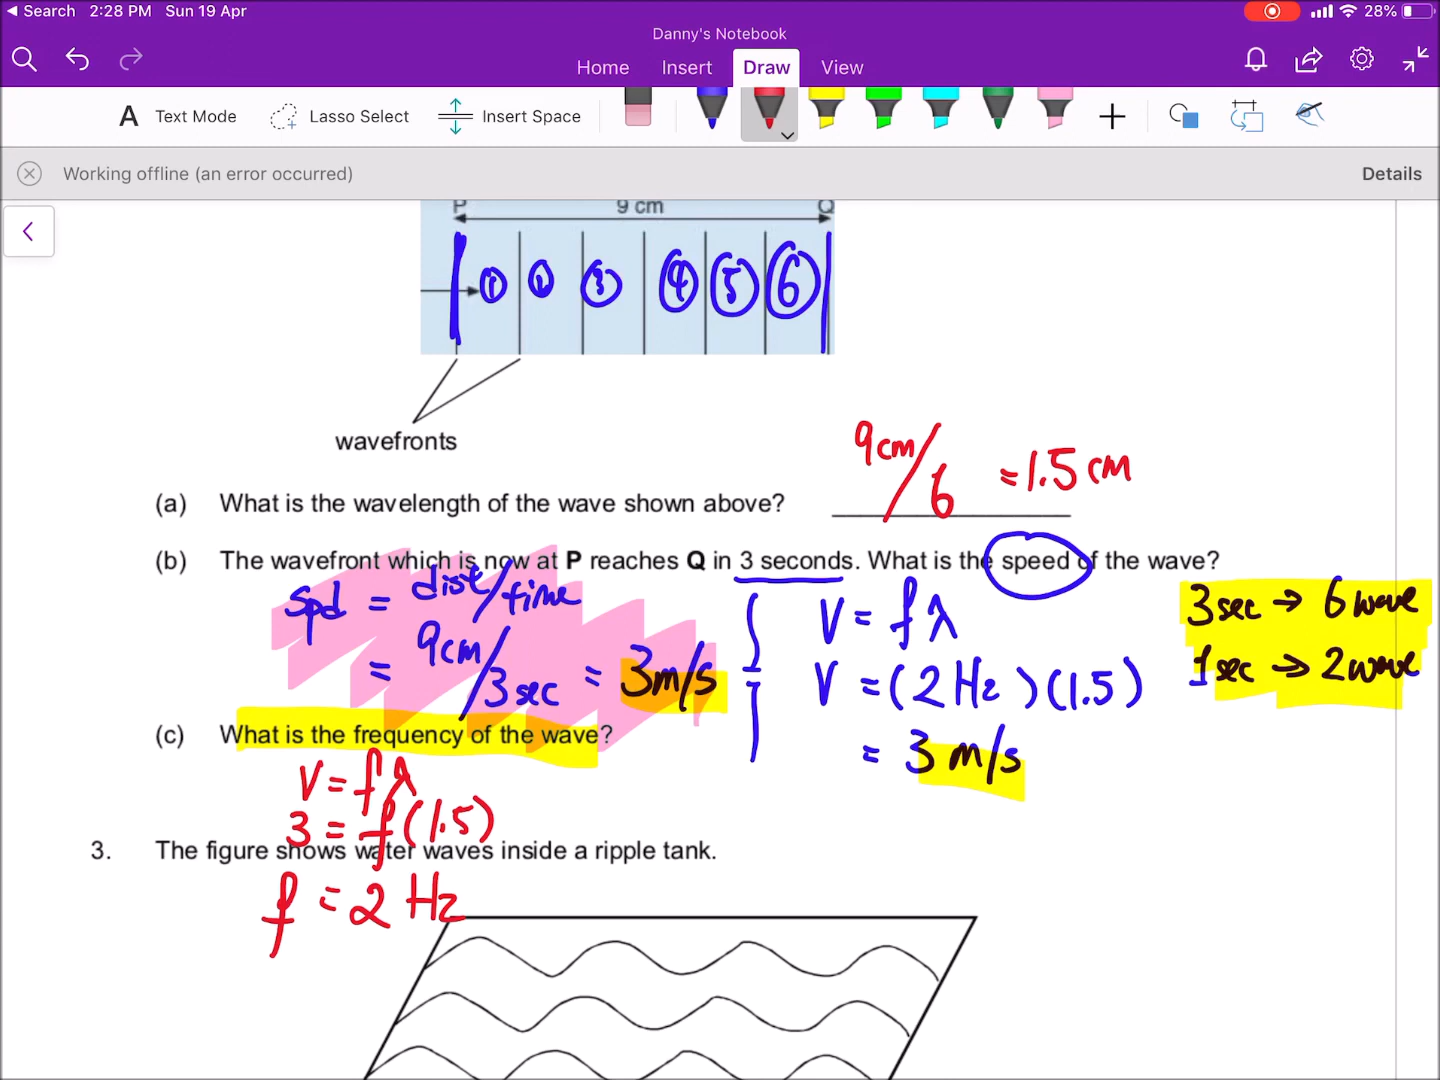 Search 2:28 PM Sun 19 Apr 28%
Danny's Notebook
Home Insert Draw View
A Text Mode Lasso Select Insert Space
Working offline (an error occurred) Details
P 9 cm Q
1 2 3 4 5 6
wavefronts
9cm/6 = 1.5 cm
(a) What is the wavelength of the wave shown above?
(b) The wavefront which is now at P reaches Q in 3 seconds. What is the speed of the wave?
spd = dist/time
= 9cm/3sec = 3m/s
V = fλ
V = (2 Hz)(1.5)
= 3 m/s
3sec → 6 wave
1sec → 2 wave
(c) What is the frequency of the wave?
V = fλ
3 = f(1.5)
f = 2 Hz
3. The figure shows water waves inside a ripple tank.